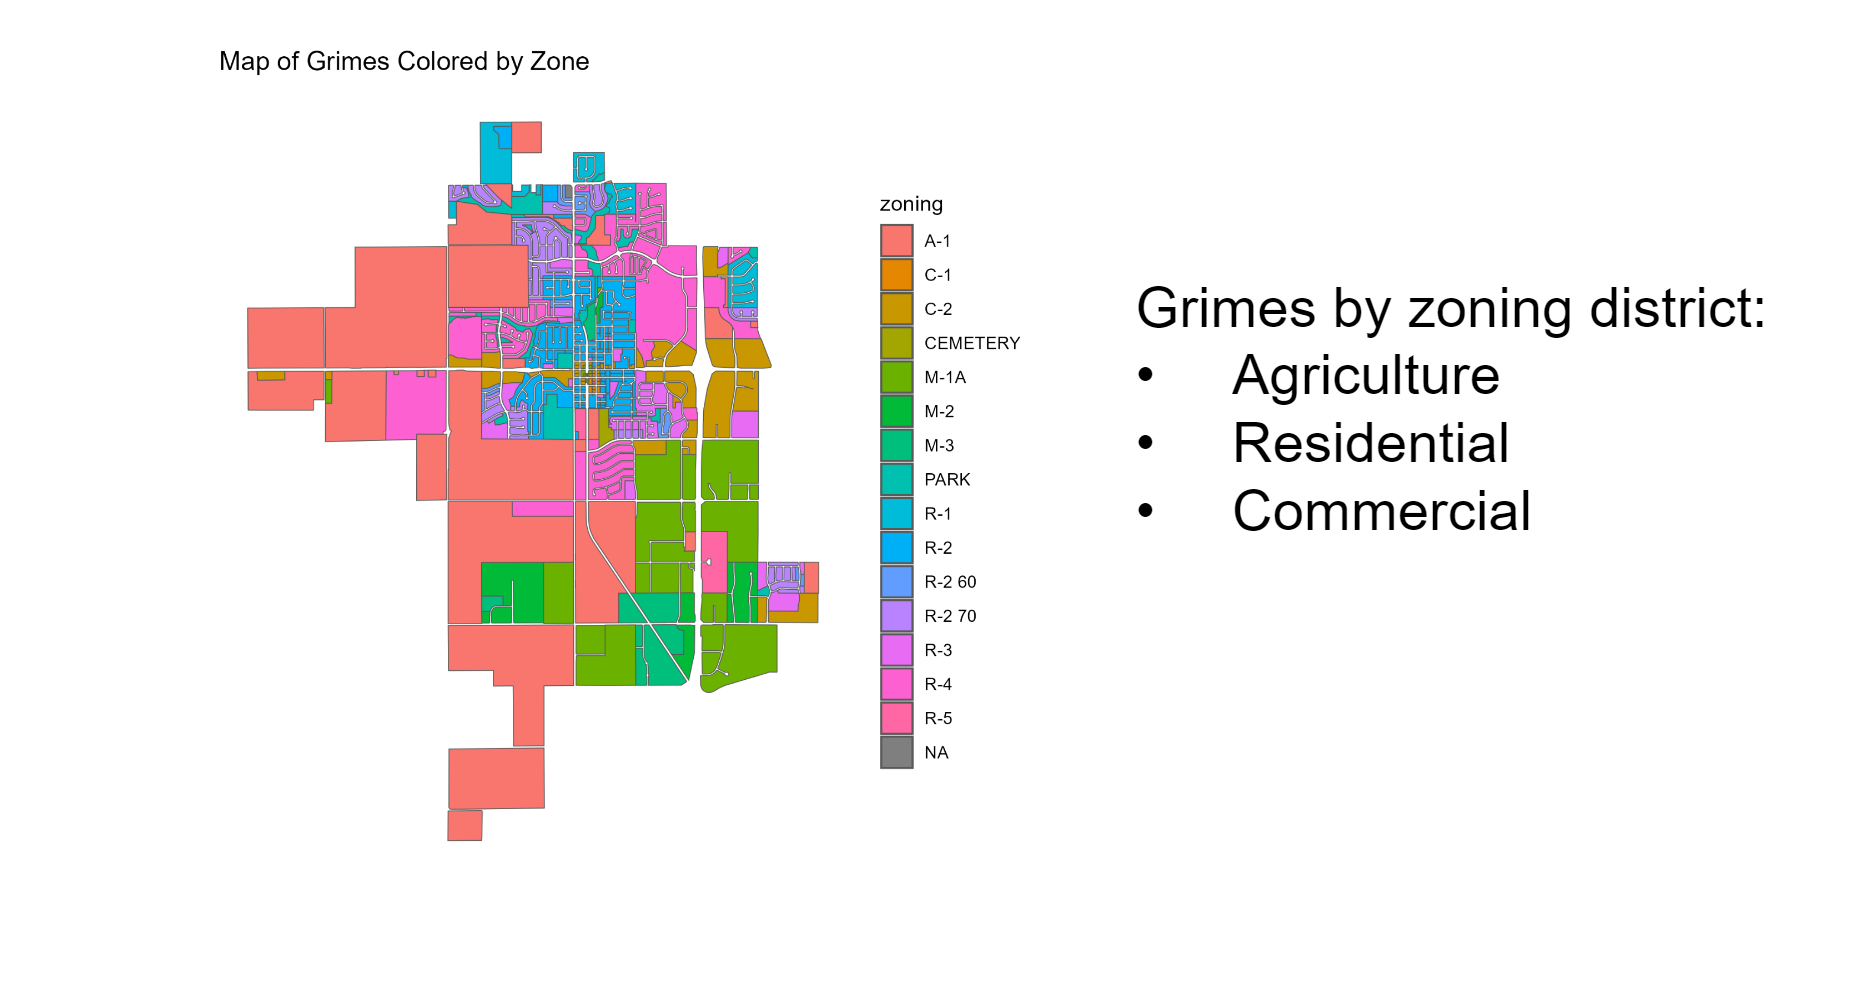 Map of Grimes Colored by Zone
zoning
A-1
C-1
C-2
CEMETERY
M-1A
M-2
M-3
PARK
R-1
R-2
R-2 60
R-2 70
R-3
R-4
R-5
NA
Grimes by zoning district:
• Agriculture
• Residential
• Commercial